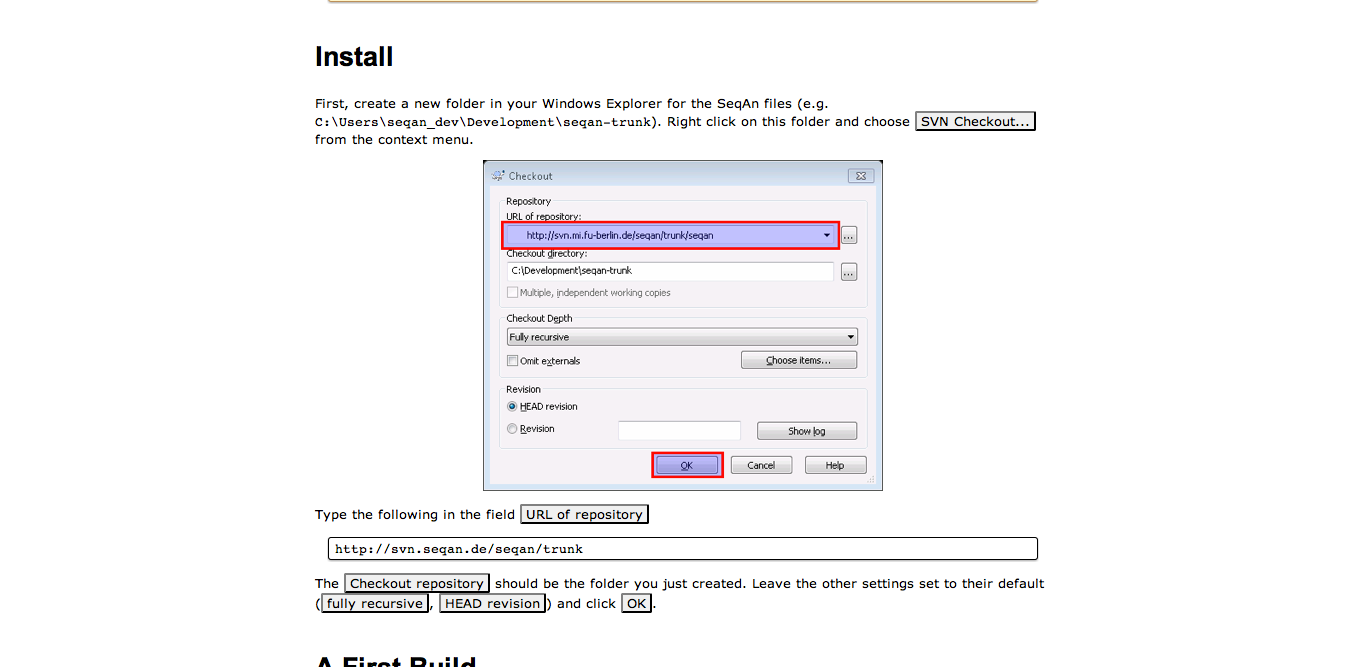 Install
First, create a new folder in your Windows Explorer for the SeqAn files (e.g.
C:\Users\seqan_dev\Development\seqan-trunk). Right click on this folder and choose SVN Checkout...
from the context menu.
Checkout
Repository
URL of repository:
http://svn.mi.fu-berlin.de/seqan/trunk/seqan
...
Checkout directory:
C:\Development\seqan-trunk
...
Multiple, independent working copies
Checkout Depth
Fully recursive
Omit externals
Choose items...
Revision
HEAD revision
Revision
Show log
OK Cancel Help
Type the following in the field URL of repository
http://svn.seqan.de/seqan/trunk
The Checkout repository should be the folder you just created. Leave the other settings set to their default
(fully recursive, HEAD revision) and click OK.
A First Build